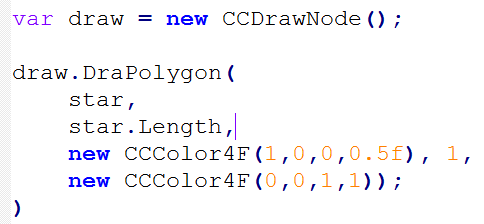 var draw = new CCDrawNode();
draw.DraPolygon(
star,
star.Length,
new CCColor4F(1,0,0,0.5f), 1,
new CCColor4F(0,0,1,1));
)